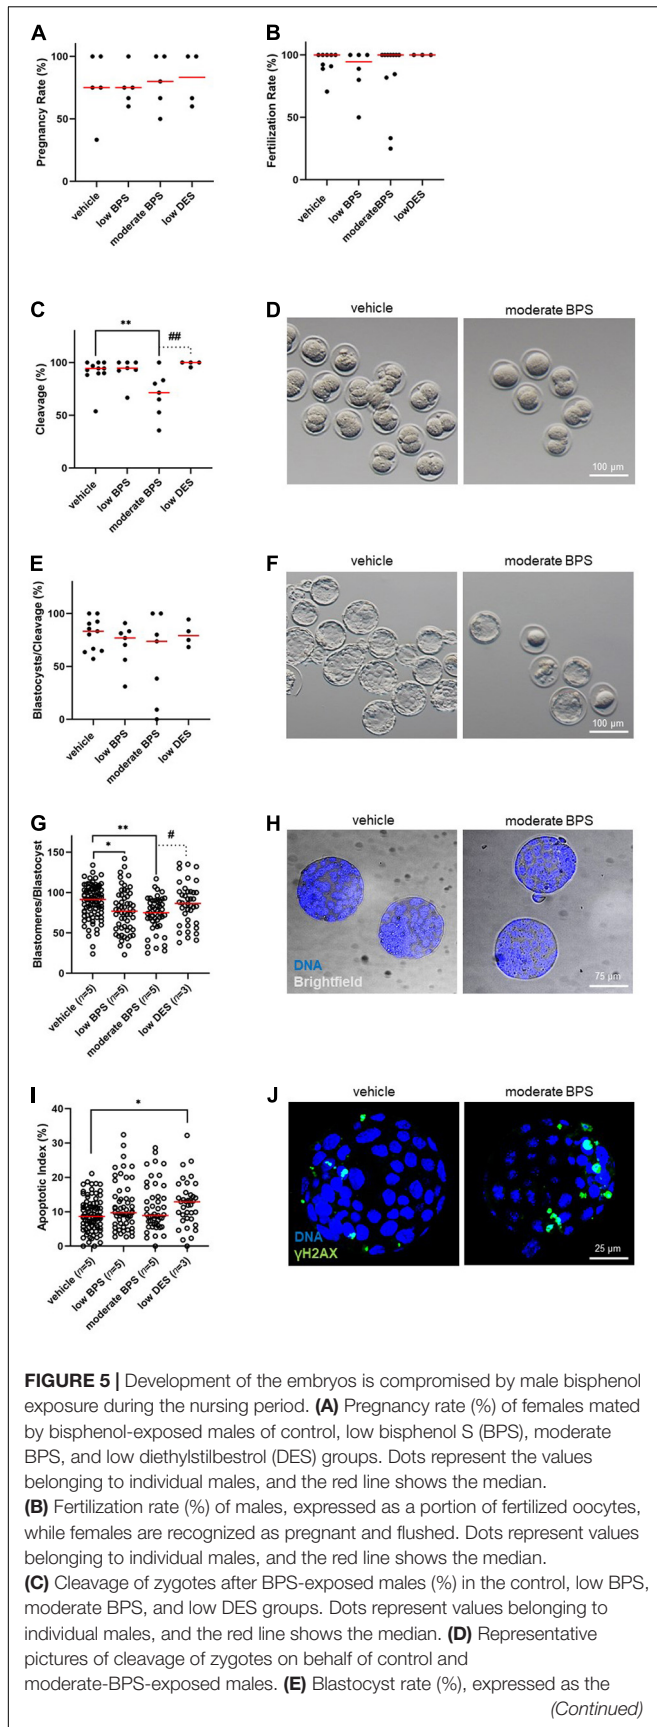 A
B
Pregnancy Rate (%)
100
50
0
vehicle
low BPS
moderate BPS
low DES
Fertilization Rate (%)
100
50
0
vehicle
low BPS
moderateBPS
lowDES
C
D
Cleavage (%)
100
50
0
**
##
vehicle
low BPS
moderate BPS
low DES
vehicle
moderate BPS
100 µm
E
F
Blastocysts/Cleavage (%)
100
50
0
vehicle
low BPS
moderate BPS
low DES
vehicle
moderate BPS
100 µm
G
H
Blastomeres/Blastocyst
150
100
50
0
**
*
#
vehicle (n=5)
low BPS (n=5)
moderate BPS (n=5)
low DES (n=3)
vehicle
moderate BPS
DNA
Brightfield
75 µm
I
J
Apoptotic Index (%)
40
30
20
10
0
*
vehicle (n=5)
low BPS (n=5)
moderate BPS (n=5)
low DES (n=3)
vehicle
moderate BPS
DNA
γH2AX
25 µm
FIGURE 5 | Development of the embryos is compromised by male bisphenol
exposure during the nursing period. (A) Pregnancy rate (%) of females mated
by bisphenol-exposed males of control, low bisphenol S (BPS), moderate
BPS, and low diethylstilbestrol (DES) groups. Dots represent the values
belonging to individual males, and the red line shows the median.
(B) Fertilization rate (%) of males, expressed as a portion of fertilized oocytes,
while females are recognized as pregnant and flushed. Dots represent values
belonging to individual males, and the red line shows the median.
(C) Cleavage of zygotes after BPS-exposed males (%) in the control, low BPS,
moderate BPS, and low DES groups. Dots represent values belonging to
individual males, and the red line shows the median. (D) Representative
pictures of cleavage of zygotes on behalf of control and
moderate-BPS-exposed males. (E) Blastocyst rate (%), expressed as the
(Continued)